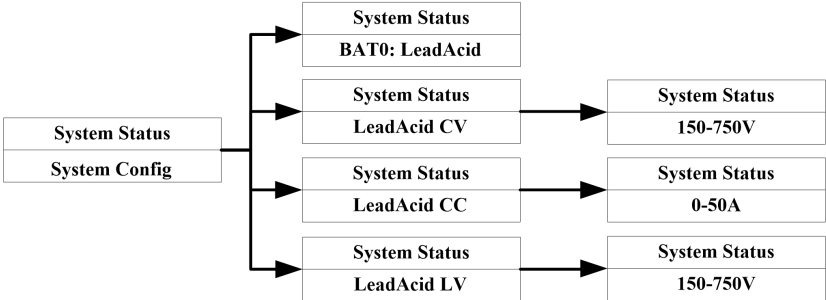 System Status
BAT0: LeadAcid
System Status
LeadAcid CV
System Status
150-750V
System Status
System Config
System Status
LeadAcid CC
System Status
0-50A
System Status
LeadAcid LV
System Status
150-750V